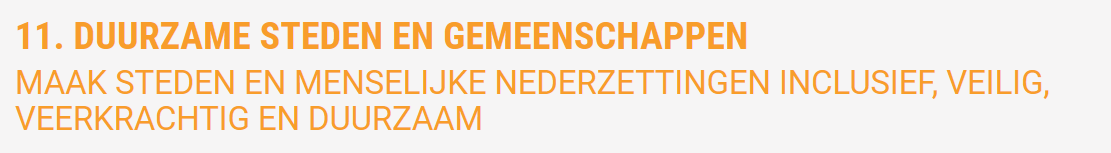 11. DUURZAME STEDEN EN GEMEENSCHAPPEN
MAAK STEDEN EN MENSELIJKE NEDERZETTINGEN INCLUSIEF, VEILIG,
VEERKRACHTIG EN DUURZAAM